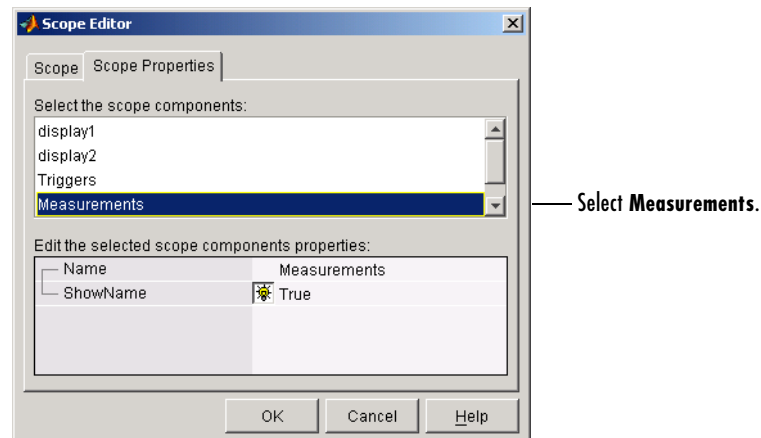 Scope Editor
Scope Scope Properties
Select the scope components:
display1
display2
Triggers
Measurements
Select Measurements.
Edit the selected scope components properties:
Name Measurements
ShowName True
OK Cancel Help